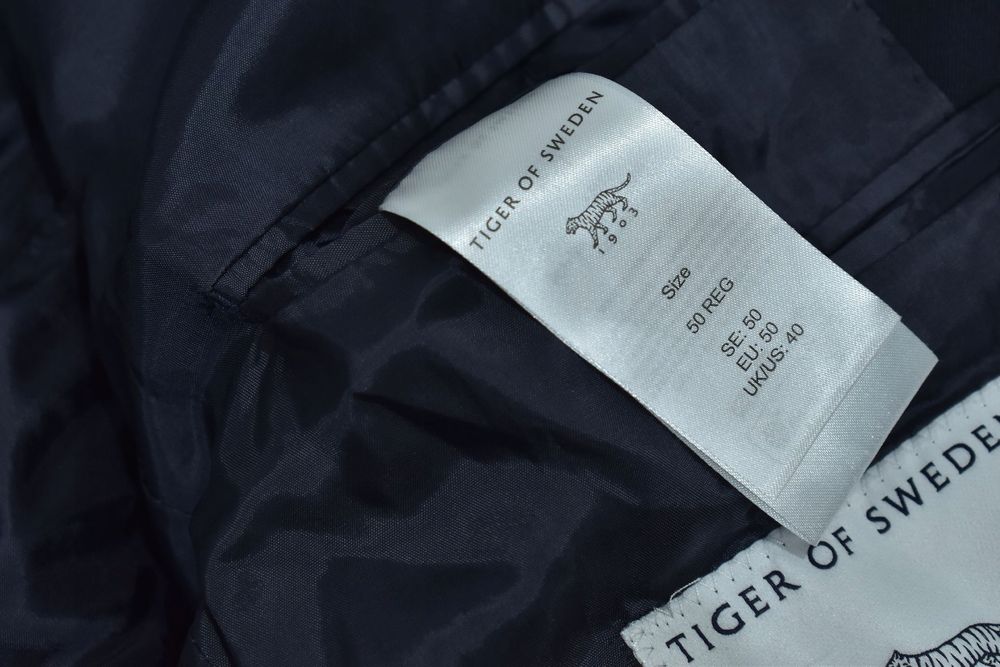 TIGER OF SWEDEN
1903
Size
50 REG
SE: 50
EU: 50
UK/US: 40
TIGER OF SWEDEN